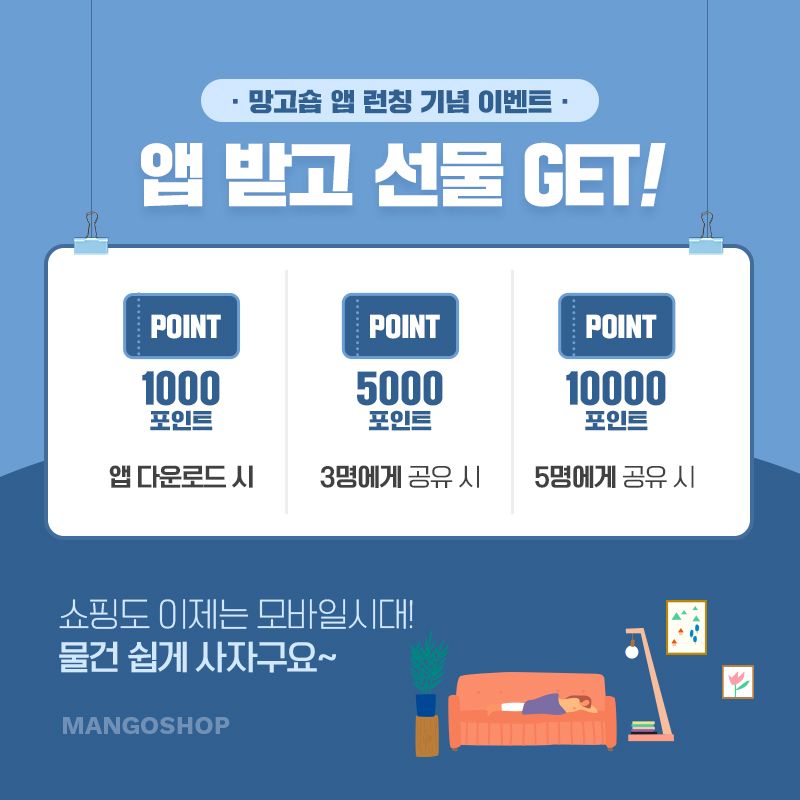 · 망고숍 앱 런칭 기념 이벤트 ·
앱 받고 선물 GET!
POINT
1000
포인트
앱 다운로드 시
POINT
5000
포인트
3명에게 공유 시
POINT
10000
포인트
5명에게 공유 시
쇼핑도 이제는 모바일시대!
물건 쉽게 사자구요~
MANGOSHOP